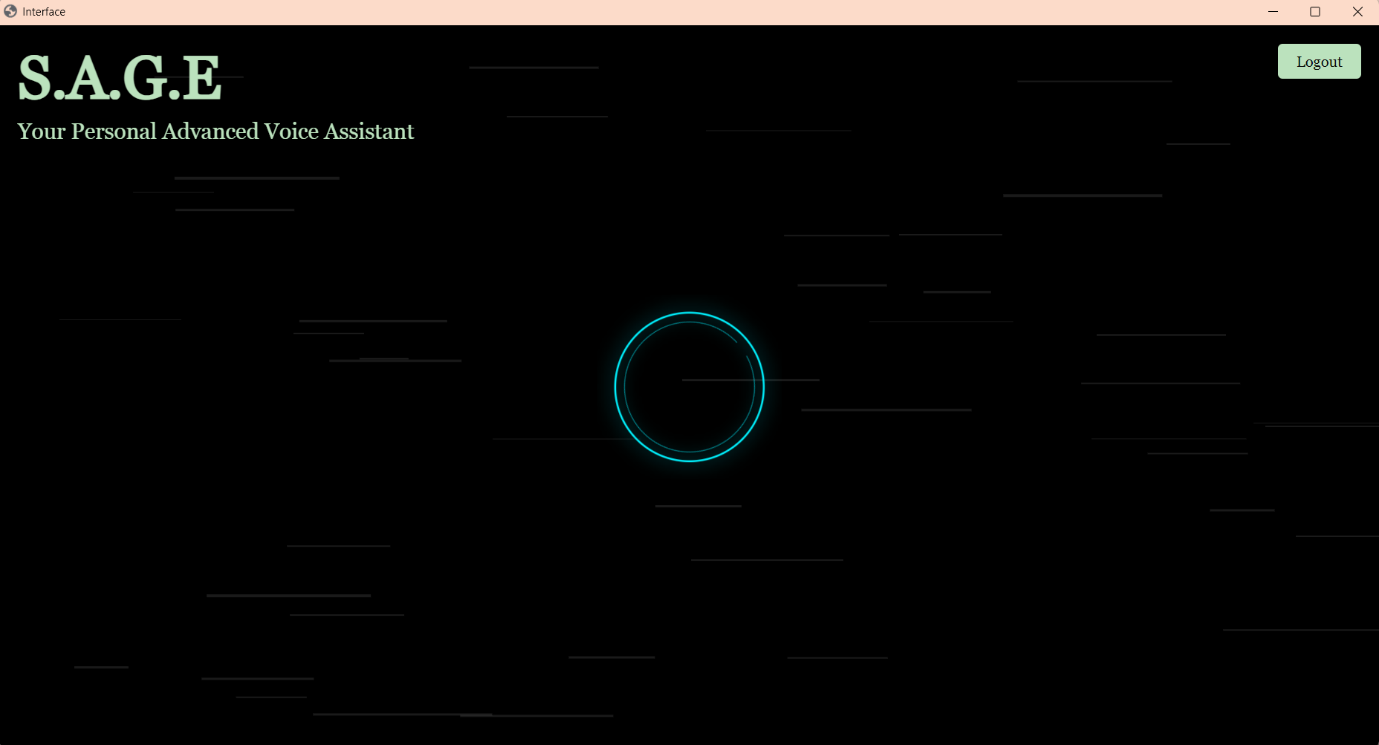 Interface
S.A.G.E
Logout
Your Personal Advanced Voice Assistant